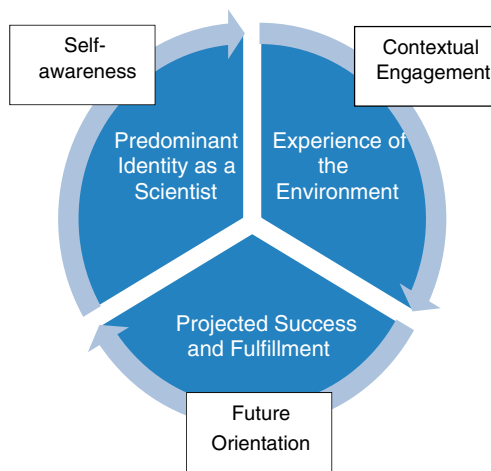 Self-
awareness
Contextual
Engagement
Predominant
Identity as a
Scientist
Experience of
the
Environment
Projected Success
and Fulfillment
Future
Orientation